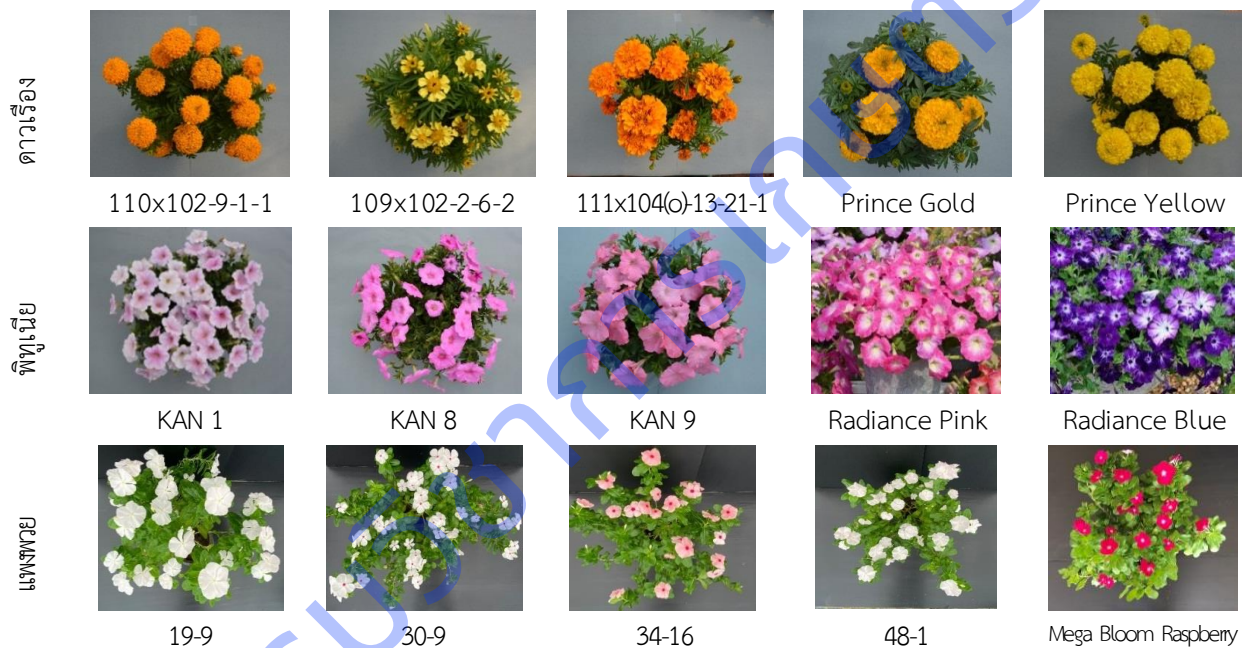 ดาวเรือง
110x102-9-1-1
109x102-2-6-2
111x104(o)-13-21-1
Prince Gold
Prince Yellow
พิทูเนีย
KAN 1
KAN 8
KAN 9
Radiance Pink
Radiance Blue
แพงพวย
19-9
30-9
34-16
48-1
Mega Bloom Raspberry